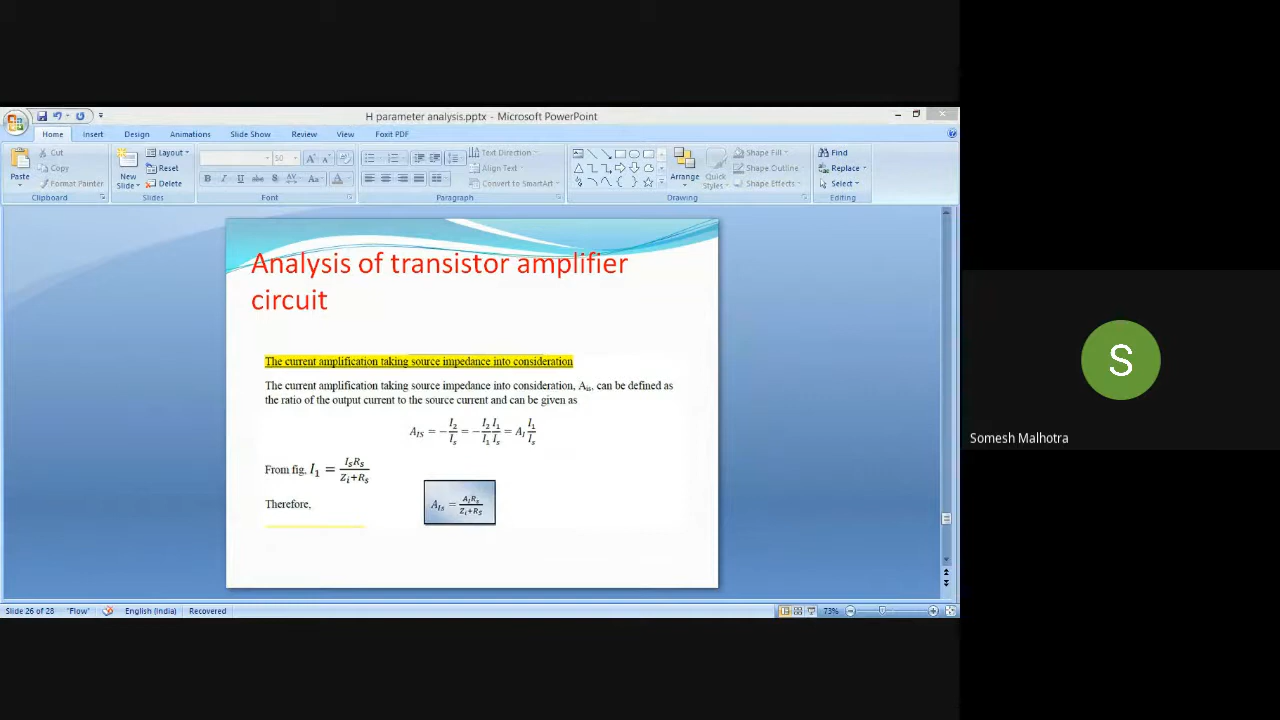 H parameter analysis.pptx - Microsoft PowerPoint
Home Insert Design Animations Slide Show Review View Foxit PDF
Paste
Cut
Copy
Format Painter
Clipboard
New Slide
Layout
Reset
Delete
Slides
50
B I U abc S AV Aa A
Font
Text Direction
Align Text
Convert to SmartArt
Paragraph
Arrange
Quick Styles
Shape Fill
Shape Outline
Shape Effects
Drawing
Find
Replace
Select
Editing
Analysis of transistor amplifier
circuit
The current amplification taking source impedance into consideration
The current amplification taking source impedance into consideration, Ais, can be defined as
the ratio of the output current to the source current and can be given as
A_IS = − I_2/I_s = − I_2/I_1 I_1/I_s = A_I I_1/I_s
From fig, I_1 = I_sR_s/Z_i+R_s
Therefore,
A_Is = A_IR_s/Z_i+R_S
S
Somesh Malhotra
Slide 26 of 28 "Flow" English (India) Recovered 73%